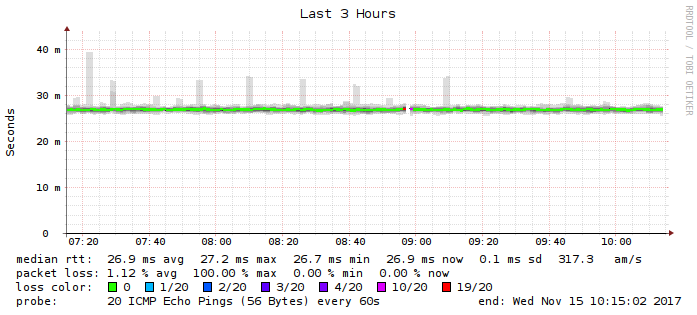 Last 3 Hours
RRDTOOL / TOBI OETIKER
Seconds
40 m
30 m
20 m
10 m
0
07:20 07:40 08:00 08:20 08:40 09:00 09:20 09:40 10:00
median rtt: 26.9 ms avg 27.2 ms max 26.7 ms min 26.9 ms now 0.1 ms sd 317.3 am/s
packet loss: 1.12 % avg 100.00 % max 0.00 % min 0.00 % now
loss color: 0 1/20 2/20 3/20 4/20 10/20 19/20
probe: 20 ICMP Echo Pings (56 Bytes) every 60s end: Wed Nov 15 10:15:02 2017